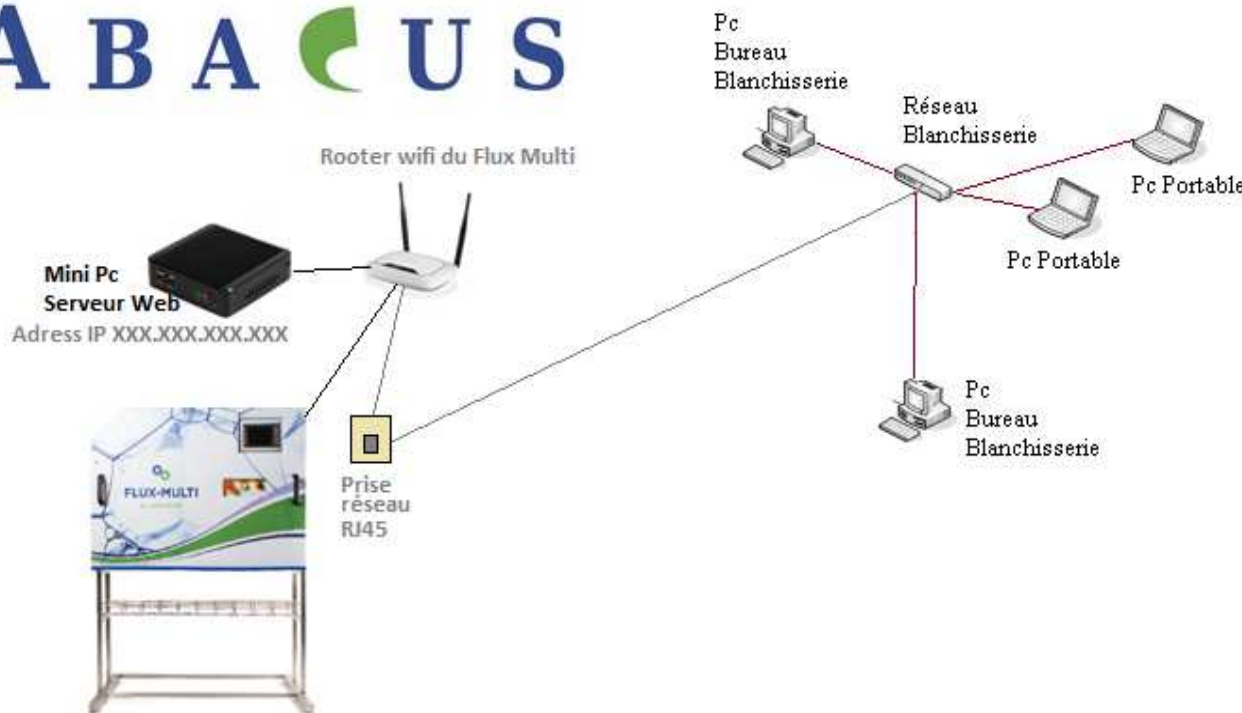 ABACUS
Pc
Bureau
Blanchisserie
Réseau
Blanchisserie
Pc Portable
Pc Portable
Rooter wifi du Flux Multi
Mini Pc
Serveur Web
Adress IP XXX.XXX.XXX.XXX
FLUX-MULTI
Prise
réseau
RJ45
Pc
Bureau
Blanchisserie